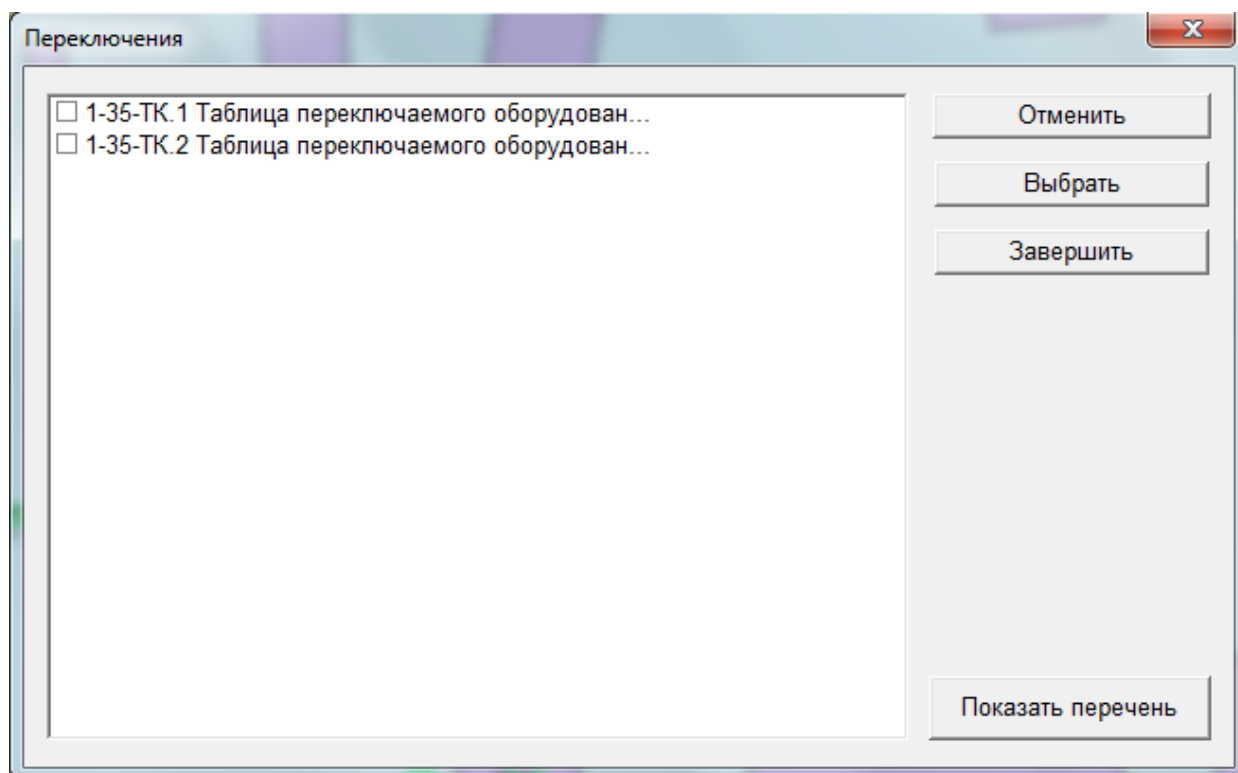 Переключения
1-35-ТК.1 Таблица переключаемого оборудован...
1-35-ТК.2 Таблица переключаемого оборудован...
Отменить
Выбрать
Завершить
Показать перечень